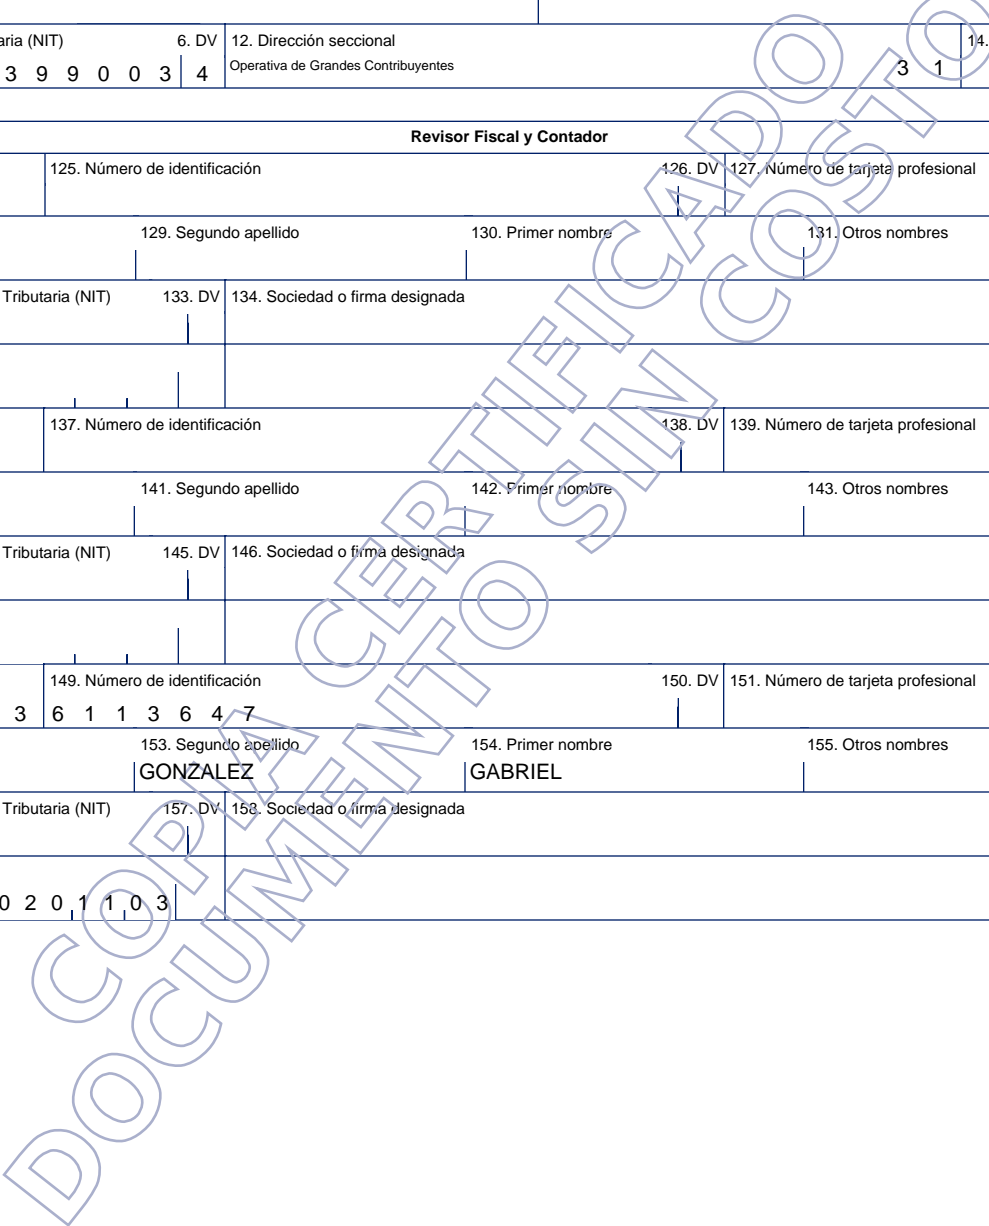 aria (NIT) 6. DV 12. Dirección seccional 14.
3 9 9 0 0 3 4 Operativa de Grandes Contribuyentes 3 1
Revisor Fiscal y Contador
125. Número de identificación 126. DV 127. Número de tarjeta profesional
129. Segundo apellido 130. Primer nombre 131. Otros nombres
Tributaria (NIT) 133. DV 134. Sociedad o firma designada
137. Número de identificación 138. DV 139. Número de tarjeta profesional
141. Segundo apellido 142. Primer nombre 143. Otros nombres
Tributaria (NIT) 145. DV 146. Sociedad o firma designada
149. Número de identificación 150. DV 151. Número de tarjeta profesional
3 6 1 1 3 6 4 7
153. Segundo apellido 154. Primer nombre 155. Otros nombres
GONZALEZ GABRIEL
Tributaria (NIT) 157. DV 158. Sociedad o firma designada
0 2 0 1 1 0 3
COPIA CERTIFICADO
DOCUMENTO SIN COSTO